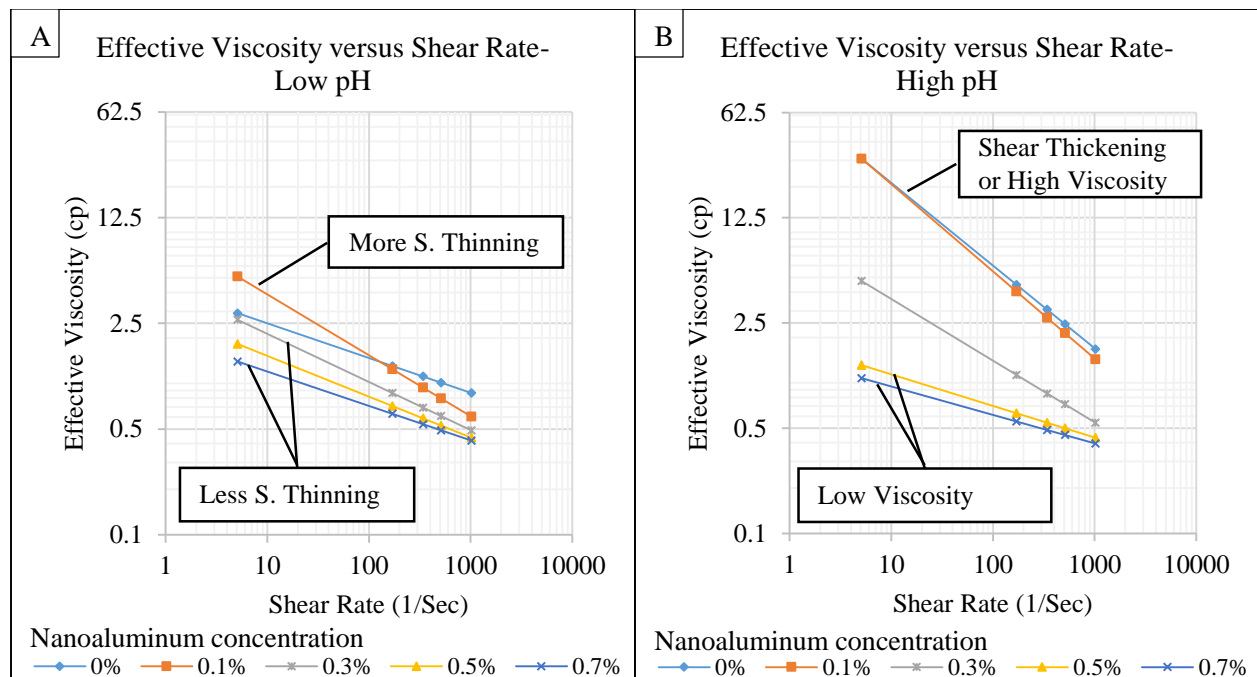 A
Effective Viscosity versus Shear Rate-
Low pH
62.5
12.5
2.5
0.5
0.1
Effective Viscosity (cp)
More S. Thinning
Less S. Thinning
1 10 100 1000 10000
Shear Rate (1/Sec)
Nanoaluminum concentration
0% 0.1% 0.3% 0.5% 0.7%
B
Effective Viscosity versus Shear Rate-
High pH
62.5
12.5
2.5
0.5
0.1
Effective Viscosity (cp)
Shear Thickening
or High Viscosity
Low Viscosity
1 10 100 1000 10000
Shear Rate (1/Sec)
Nanoaluminum concentration
0% 0.1% 0.3% 0.5% 0.7%